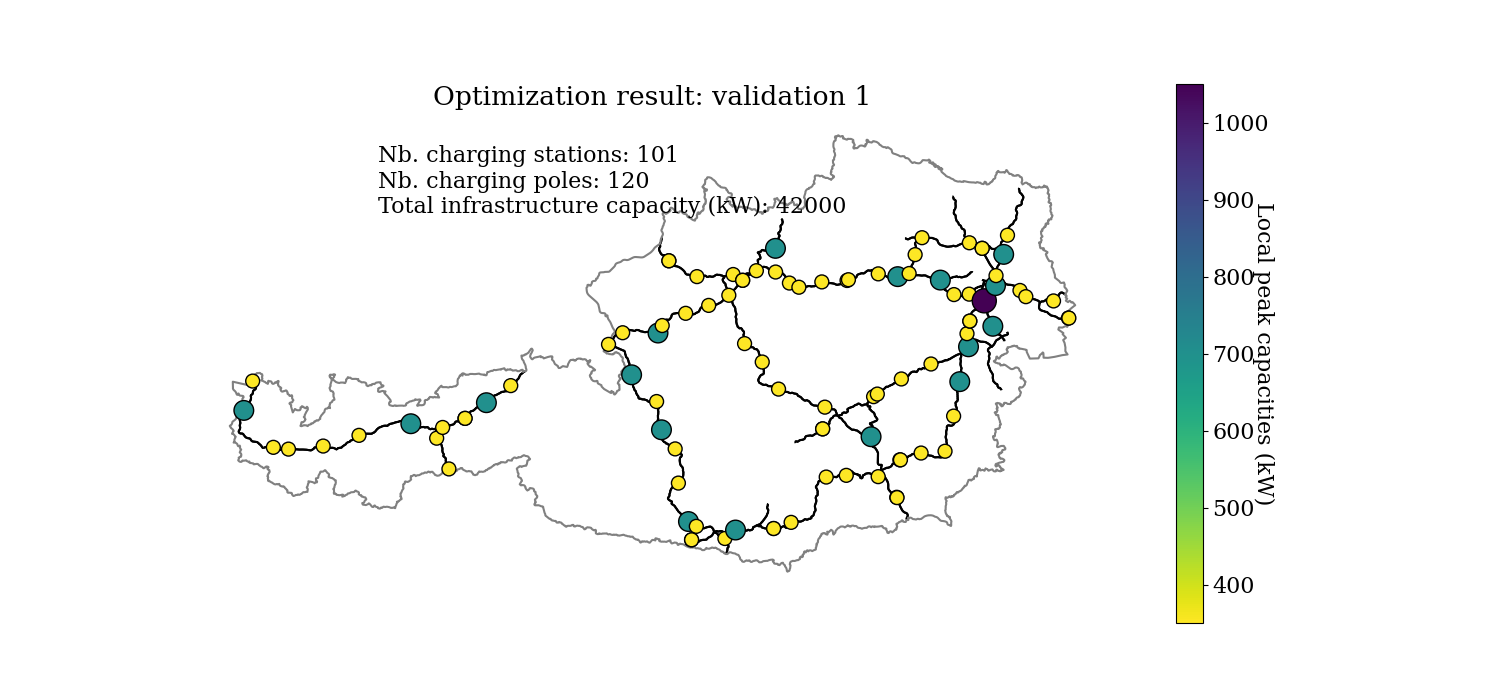 Optimization result: validation 1
Nb. charging stations: 101
Nb. charging poles: 120
Total infrastructure capacity (kW): 42000
1000
900
800
700
600
500
400
Local peak capacities (kW)